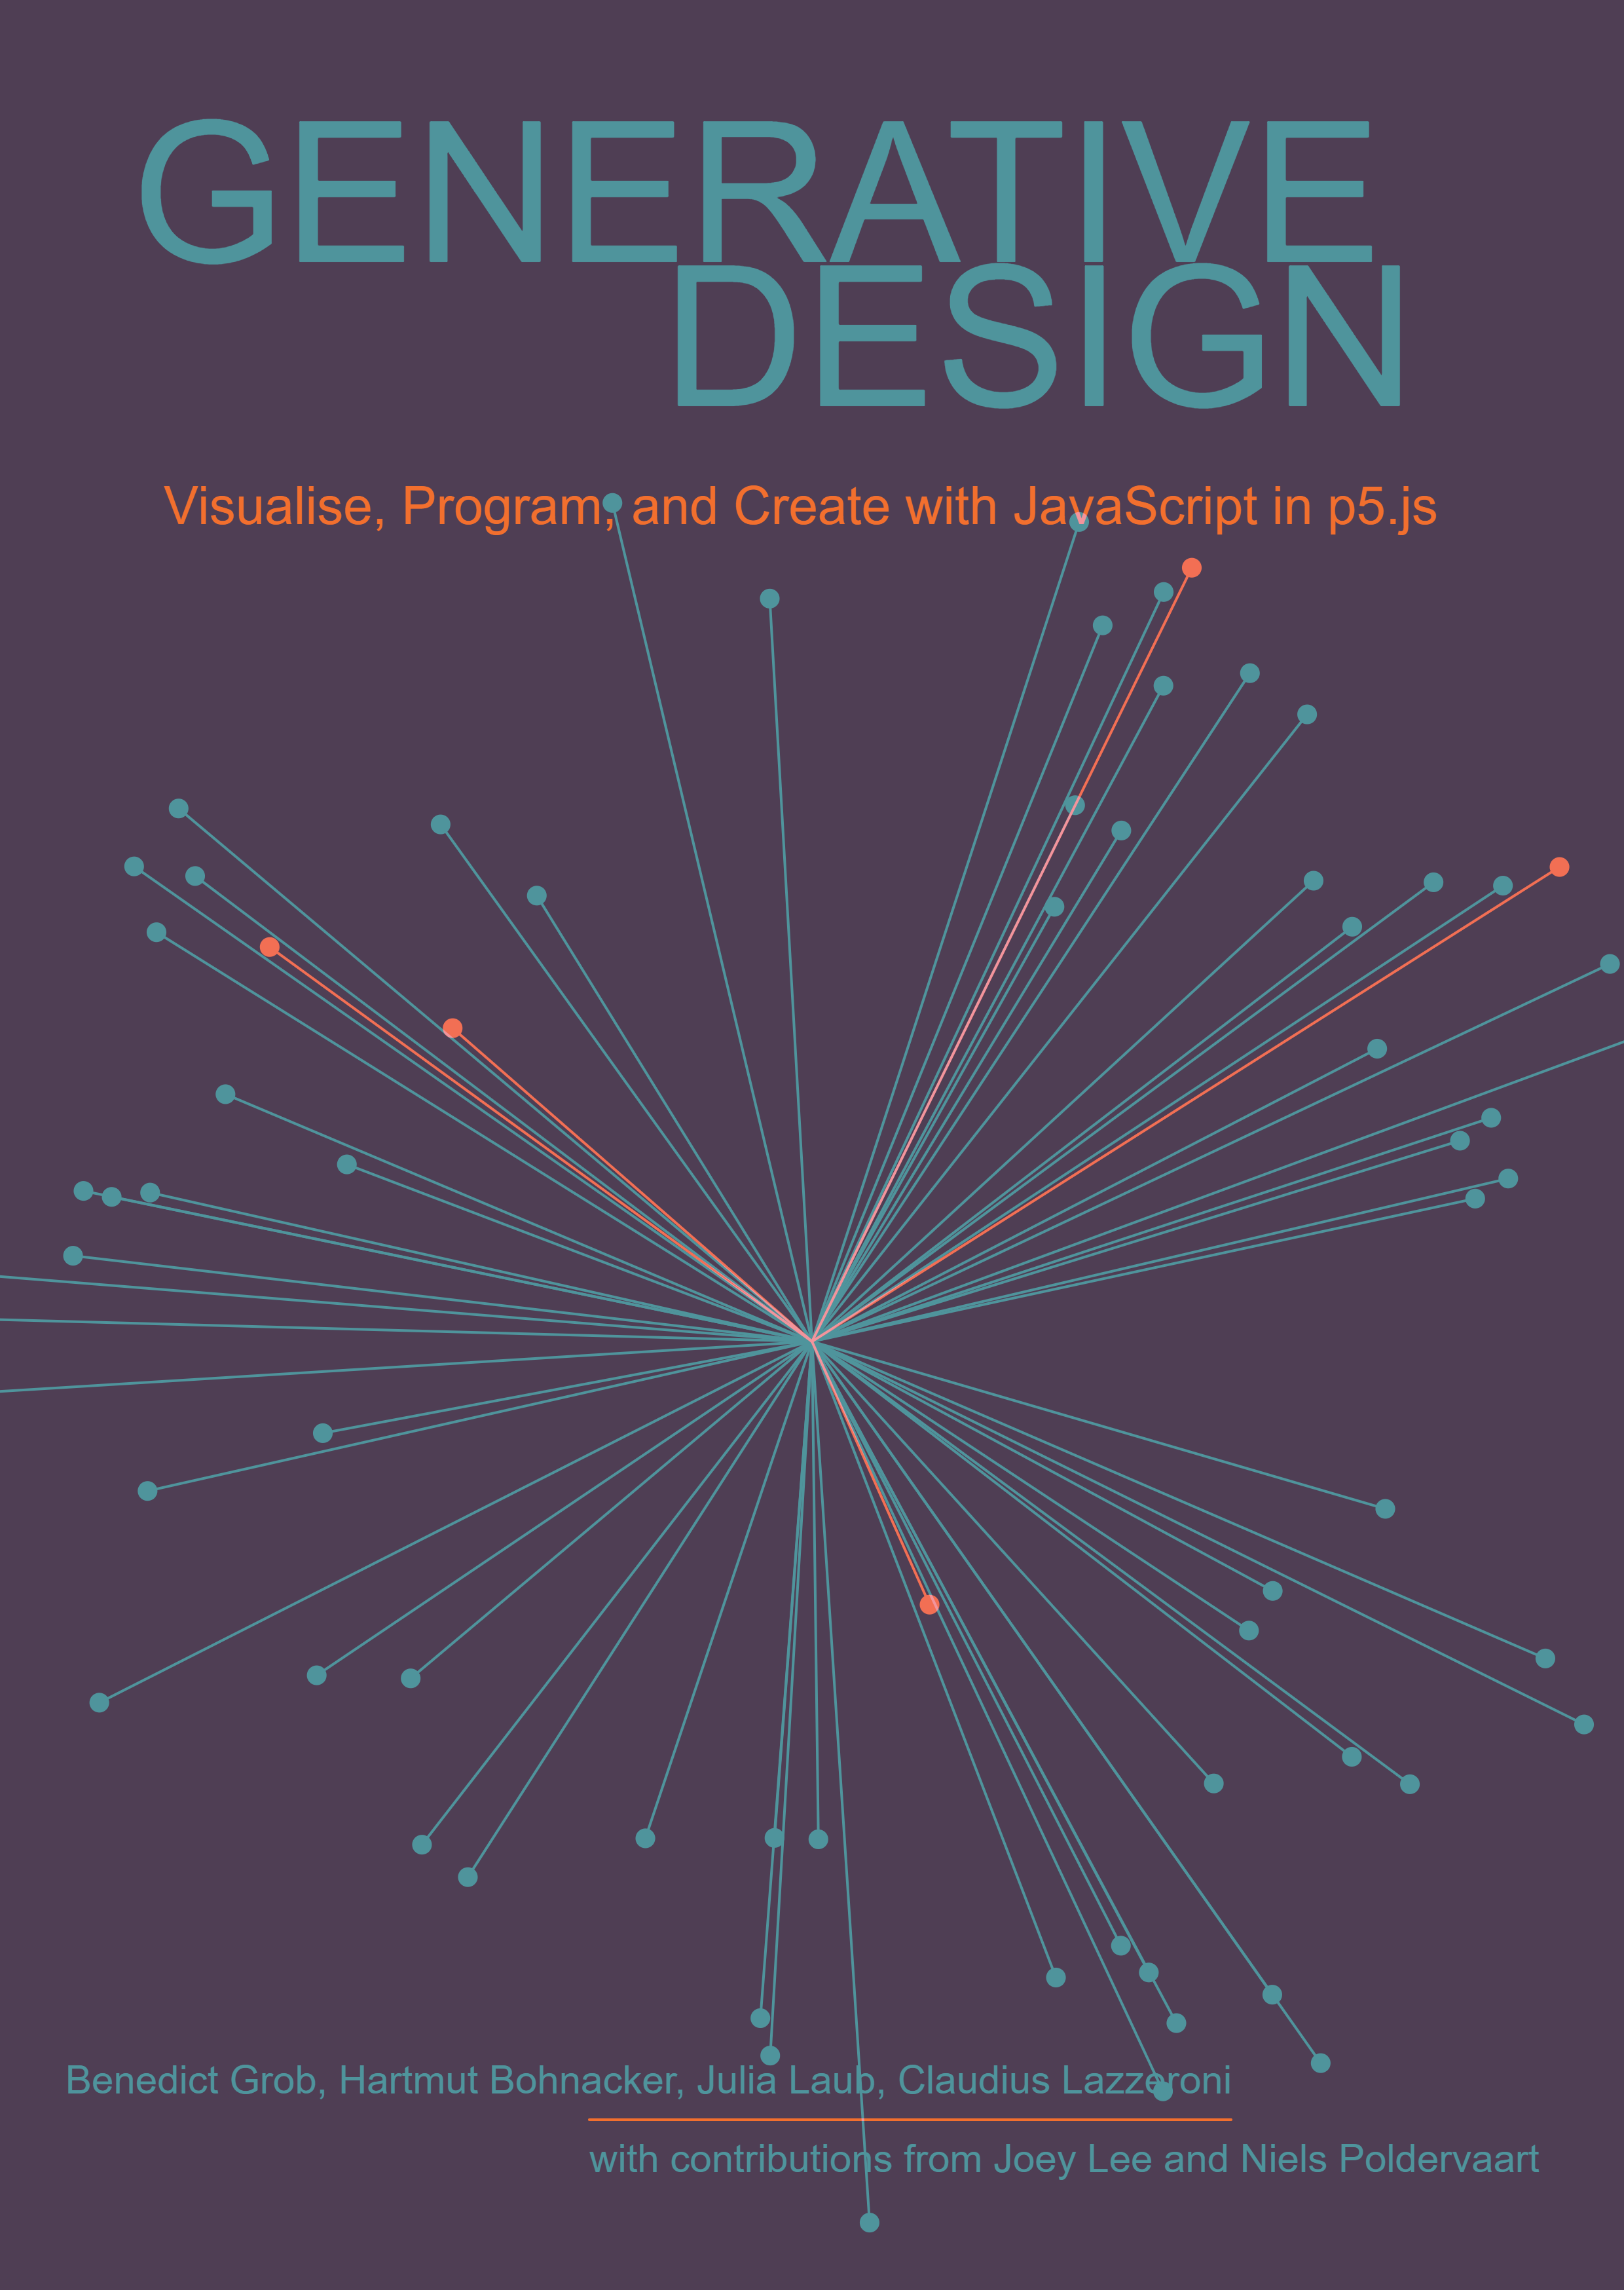 GENERATIVE
DESIGN
Visualise, Program, and Create with JavaScript in p5.js
Benedict Grob, Hartmut Bohnacker, Julia Laub, Claudius Lazzeroni
with contributions from Joey Lee and Niels Poldervaart